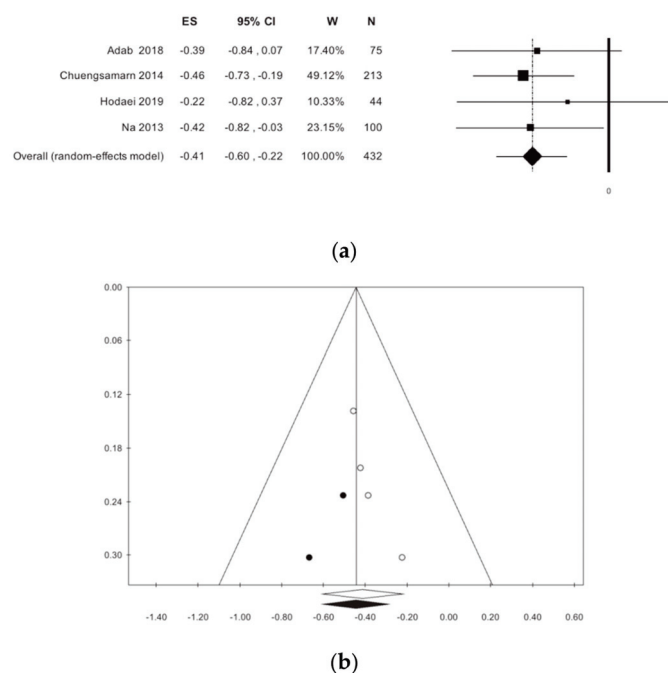 ES 95% CI W N
Adab 2018 -0.39 -0.84 , 0.07 17.40% 75
Chuengsamarn 2014 -0.46 -0.73 , -0.19 49.12% 213
Hodaei 2019 -0.22 -0.82 , 0.37 10.33% 44
Na 2013 -0.42 -0.82 , -0.03 23.15% 100
Overall (random-effects model) -0.41 -0.60 , -0.22 100.00% 432
0
(a)
0.00
0.06
0.12
0.18
0.24
0.30
-1.40 -1.20 -1.00 -0.80 -0.60 -0.40 -0.20 0.00 0.20 0.40 0.60
(b)